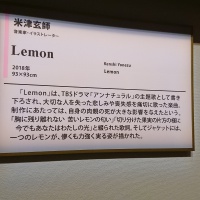 米津玄師
音楽家・イラストレーター
Lemon
2018年
93×93cm
Kenshi Yonezu
Lemon
「Lemon」は、TBSドラマ「アンナチュラル」の主題歌として書き
下ろされ、大切な人を失った悲しみや喪失感を痛切に歌った楽曲。
制作にあたっては、自身の肉親の死が大きな影響を与えたという。
「胸に残り離れない 苦いレモンの匂い」「切り分けた果実の片方の様に
今でもあなたはわたしの光」と綴られた歌詞、そしてジャケットには、
一つのレモンが、儚くも力強く実る姿が描かれた。